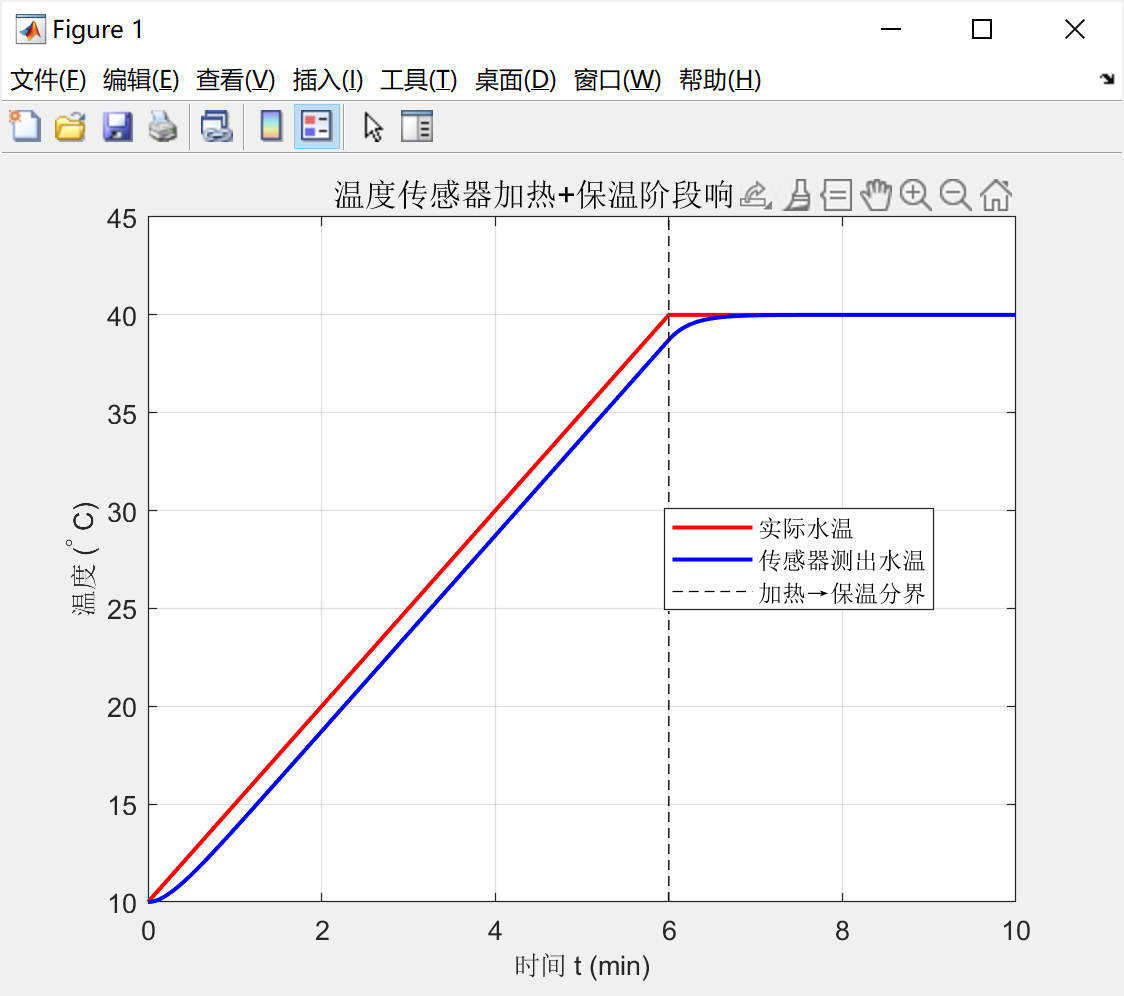 Figure 1
文件(F) 编辑(E) 查看(V) 插入(I) 工具(T) 桌面(D) 窗口(W) 帮助(H)
温度传感器加热+保温阶段响
45
40
35
30
25
20
15
10
温度 (°C)
实际水温
传感器测出水温
加热→保温分界
0 2 4 6 8 10
时间 t (min)